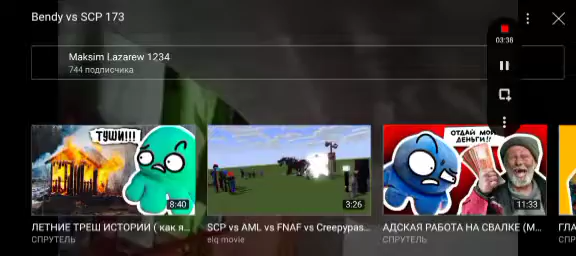 Bendy vs SCP 173
03:38
Maksim Lazarew 1234
744 подписчика
ТУШИ!!!
ОТДАЙ МОИ
ДЕНЬГИ!!
8:40
3:26
11:33
ЛЕТНИЕ ТРЕШ ИСТОРИИ ( как я...
SCP vs AML vs FNAF vs Creepypas...
АДСКАЯ РАБОТА НА СВАЛКЕ (М...
ГЛА
СПРУТЕЛЬ
elq movie
СПРУТЕЛЬ
СПР